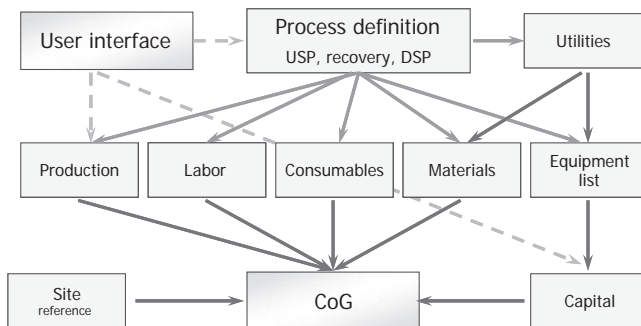 User interface
Process definition
USP, recovery, DSP
Utilities
Production
Labor
Consumables
Materials
Equipment
list
Site
reference
CoG
Capital